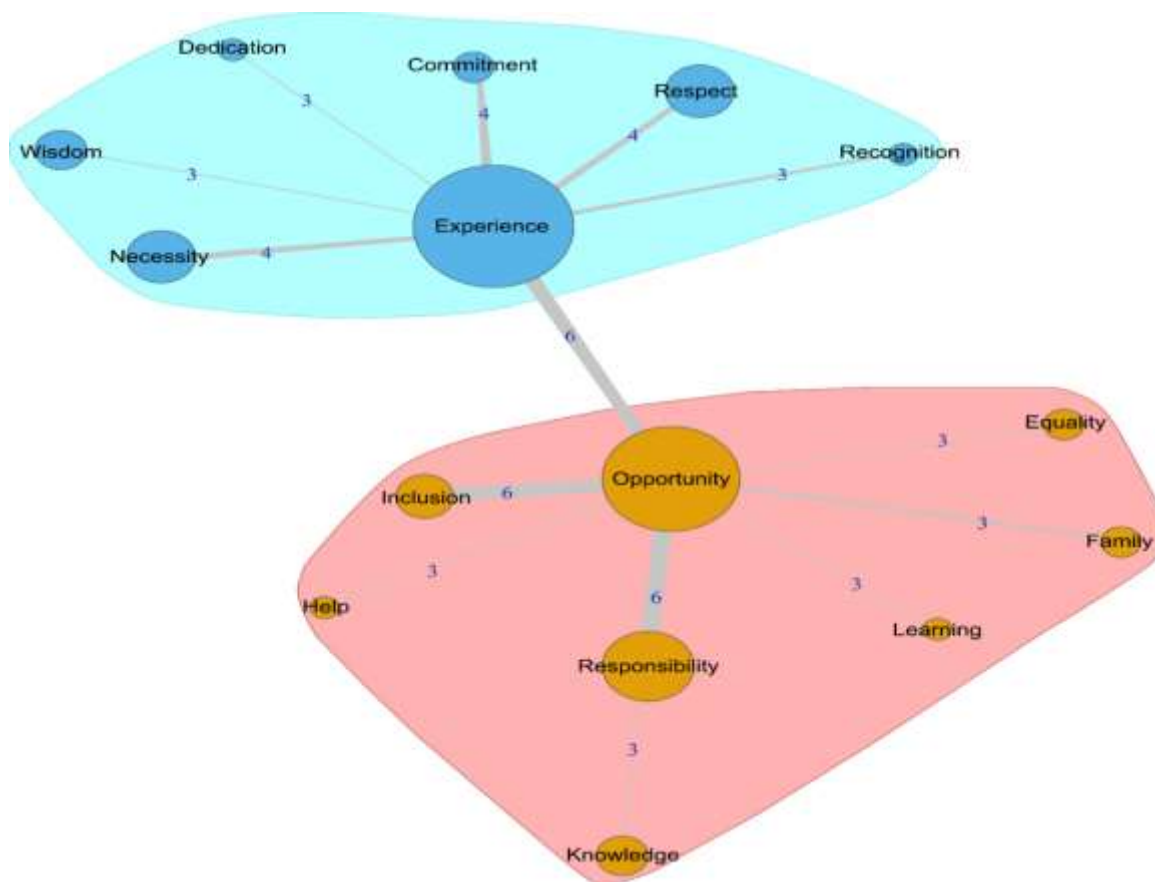 Dedication
Commitment
Respect
3
4
4
Wisdom
3
3
Recognition
Experience
Necessity
4
6
Equality
3
Opportunity
Inclusion
6
3
Family
3
3
6
Help
Learning
Responsibility
3
Knowledge